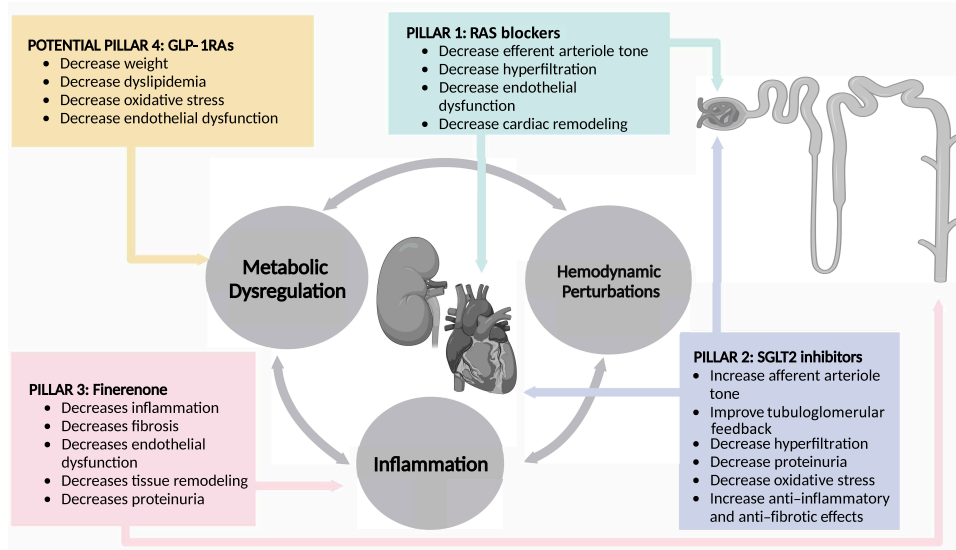 POTENTIAL PILLAR 4: GLP-1RAs
• Decrease weight
• Decrease dyslipidemia
• Decrease oxidative stress
• Decrease endothelial dysfunction
PILLAR 1: RAS blockers
• Decrease efferent arteriole tone
• Decrease hyperfiltration
• Decrease endothelial
dysfunction
• Decrease cardiac remodeling
Metabolic
Dysregulation
Hemodynamic
Perturbations
Inflammation
PILLAR 3: Finerenone
• Decreases inflammation
• Decreases fibrosis
• Decreases endothelial
dysfunction
• Decreases tissue remodeling
• Decreases proteinuria
PILLAR 2: SGLT2 inhibitors
• Increase afferent arteriole
tone
• Improve tubuloglomerular
feedback
• Decrease hyperfiltration
• Decrease proteinuria
• Decrease oxidative stress
• Increase anti–inflammatory
and anti–fibrotic effects